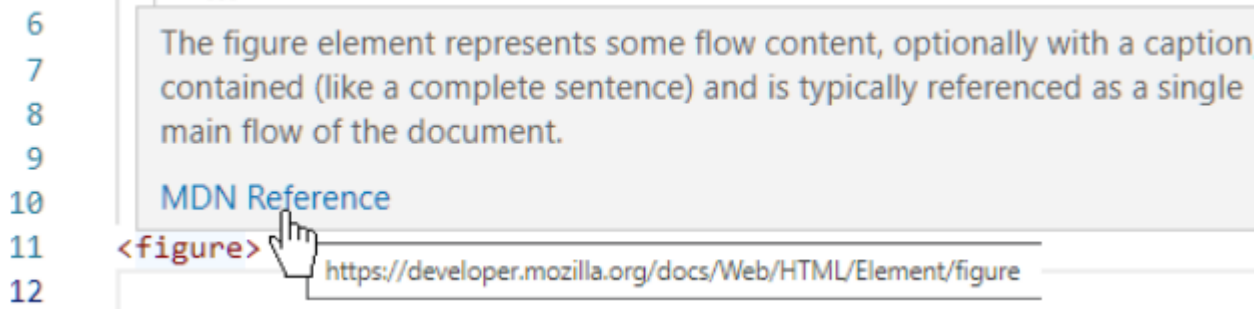 6
The figure element represents some flow content, optionally with a caption,
7
contained (like a complete sentence) and is typically referenced as a single
8
main flow of the document.
9
10
MDN Reference
11 <figure>
https://developer.mozilla.org/docs/Web/HTML/Element/figure
12